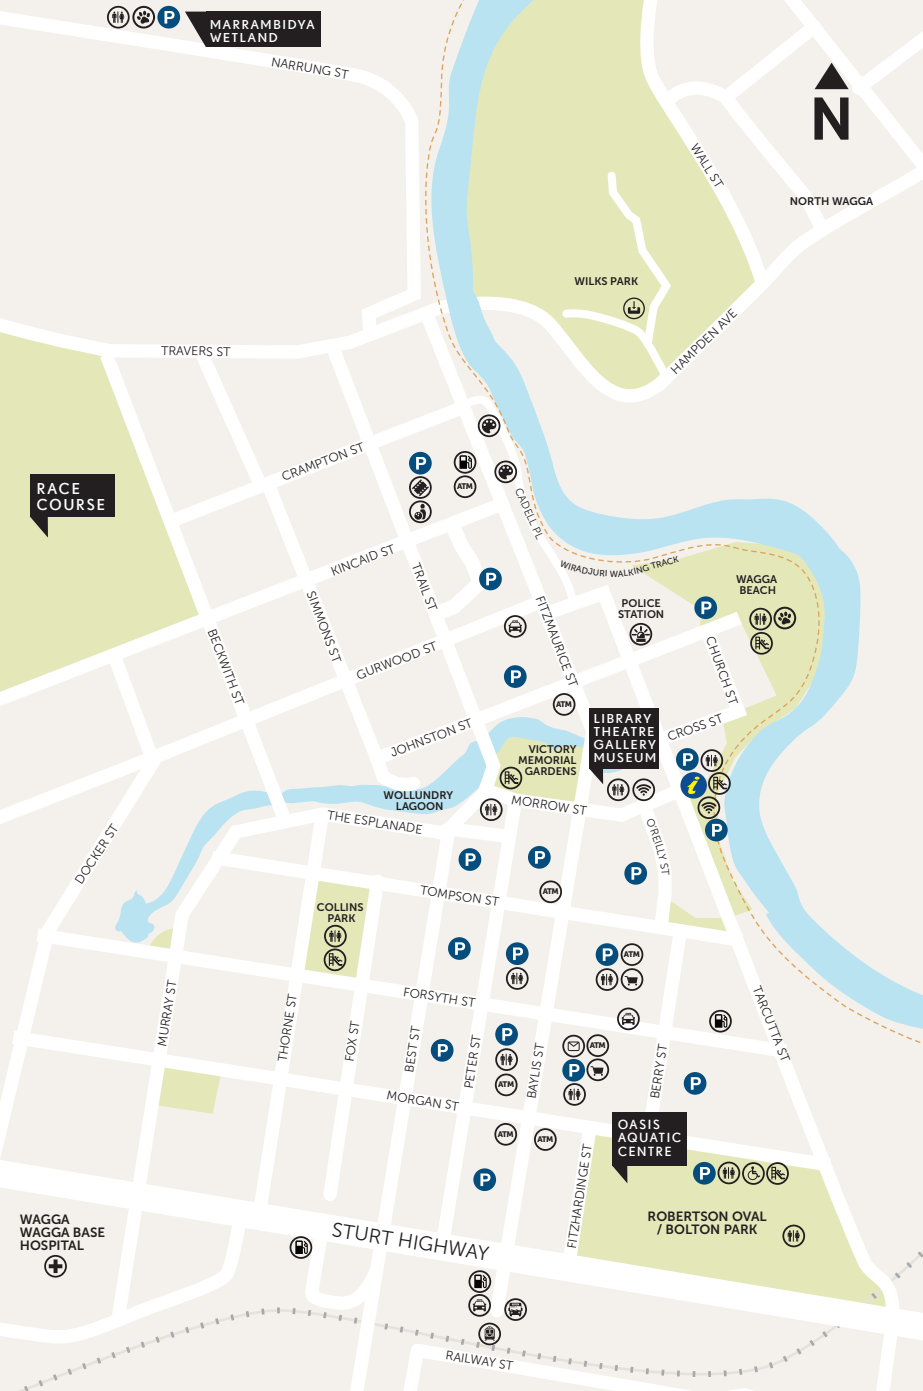 P
MARRAMBIDYA
WETLAND
NARRUNG ST
N
WALL ST
NORTH WAGGA
WILKS PARK
HAMPDEN AVE
TRAVERS ST
CRAMPTON ST
P
ATM
RACE
COURSE
CADELL PL
KINCAID ST
WIRADJURI WALKING TRACK
WAGGA
BEACH
TRAIL ST
P
SIMMONS ST
FITZMAURICE ST
POLICE
STATION
P
BECKWITH ST
GURWOOD ST
CHURCH ST
P
ATM
JOHNSTON ST
CROSS ST
LIBRARY
THEATRE
GALLERY
MUSEUM
VICTORY
MEMORIAL
GARDENS
P
i
P
WOLLUNDRY
LAGOON
MORROW ST
THE ESPLANADE
O'REILLY ST
DOCKER ST
P
P
P
TOMPSON ST
ATM
COLLINS
PARK
P
P
P
ATM
FORSYTH ST
MURRAY ST
THORNE ST
FOX ST
BEST ST
PETER ST
BAYLIS ST
BERRY ST
TARCUTTA ST
P
P
ATM
ATM
P
P
MORGAN ST
ATM
ATM
OASIS
AQUATIC
CENTRE
P
P
FITZHARDINGE ST
ROBERTSON OVAL
/ BOLTON PARK
WAGGA
WAGGA BASE
HOSPITAL
STURT HIGHWAY
RAILWAY ST